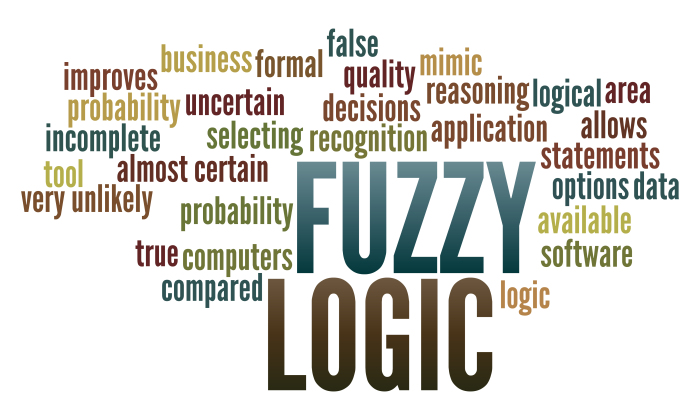 false
business formal
improves quality mimic
probability uncertain decisions reasoning logical area
incomplete selecting recognition application allows
tool almost certain statements
very unlikely options data
probability FUZZY available
true computers software
compared LOGIC logic